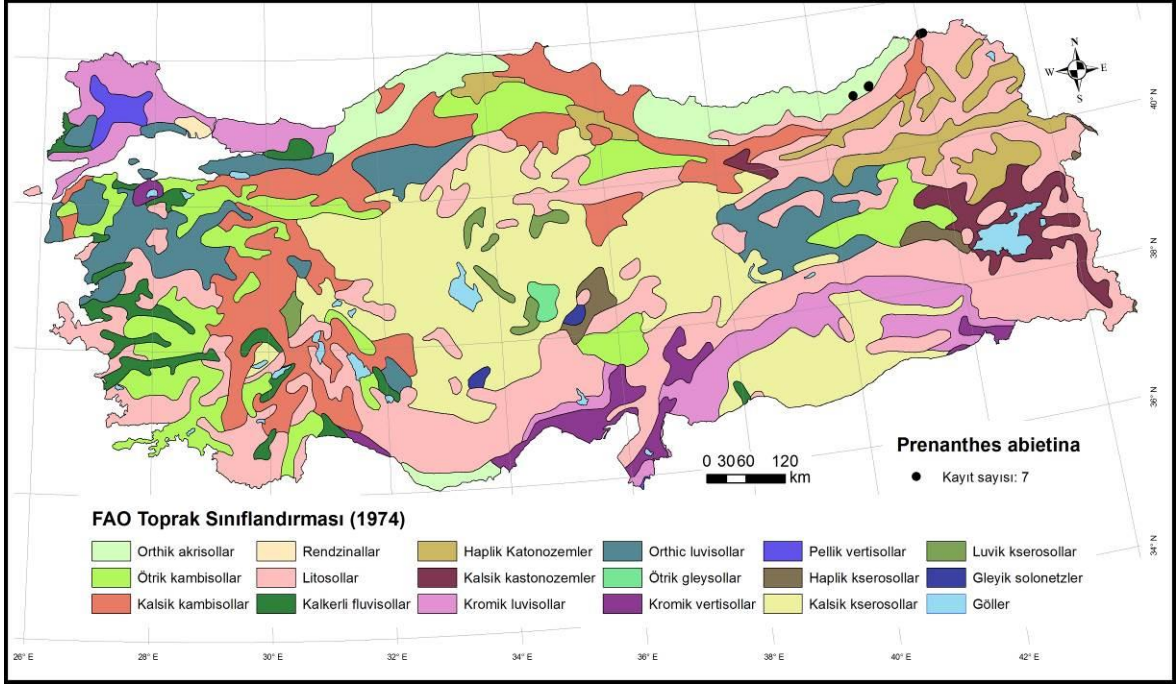 N
W E
S
40° N
38° N
36° N
34° N
Prenanthes abietina
Kayıt sayısı: 7
0 30 60 120
km
FAO Toprak Sınıflandırması (1974)
Orthik akrisollar
Rendzinallar
Haplik Katonozemler
Orthic luvisollar
Pellik vertisollar
Luvik kserosollar
Ötrik kambisollar
Litosollar
Kalsik kastonozemler
Ötrik gleysollar
Haplik kserosollar
Gleyik solonetzler
Kalsik kambisollar
Kalkerli fluvisollar
Kromik luvisollar
Kromik vertisollar
Kalsik kserosollar
Göller
26° E 28° E 30° E 32° E 34° E 36° E 38° E 40° E 42° E